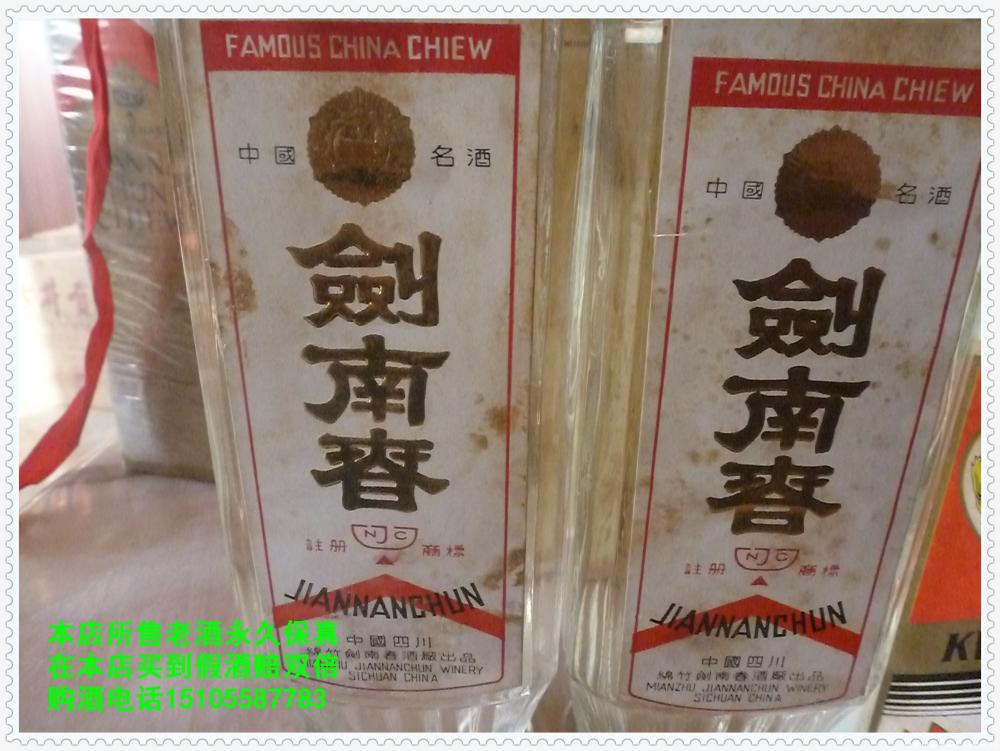 FAMOUS CHINA CHIEW
中國 名酒
劍南春
NJC
註册 商標
JIANNANCHUN
中國四川
綿竹劍南春酒廠出品
JIANNANCHUN WINERY
SICHUAN CHINA
FAMOUS CHINA CHIEW
中國 名酒
劍南春
NJC
註册 商標
JIANNANCHUN
中國四川
綿竹劍南春酒廠出品
MIANZHU JIANNANCHUN WINERY
SICHUAN CHINA
本店所售老酒永久保真
在本店买到假酒赔双倍
购酒电话15105587783